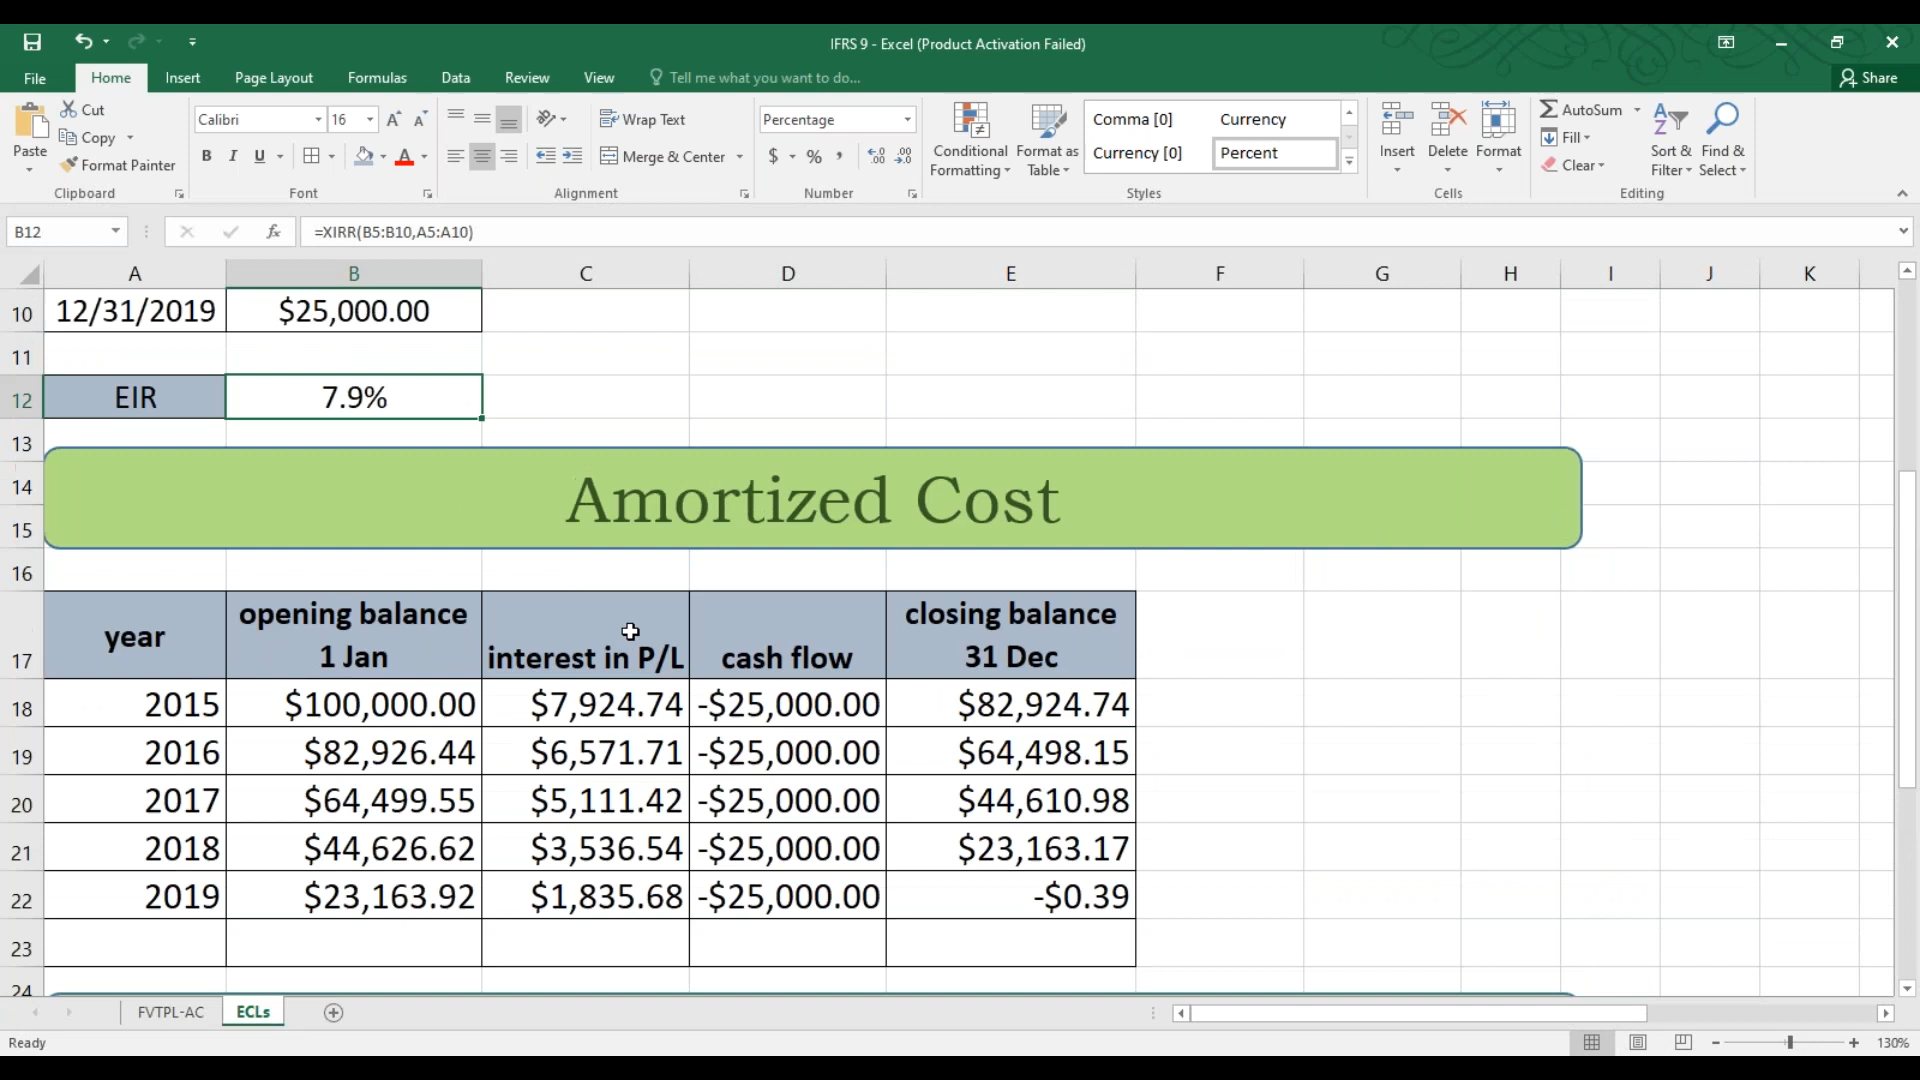 IFRS 9 - Excel (Product Activation Failed)
File Home Insert Page Layout Formulas Data Review View Tell me what you want to do... Share
Paste
Cut
Copy
Format Painter
Clipboard
Calibri 16
B I U
Font
Wrap Text
Merge & Center
Alignment
Percentage
$ % ,
Number
Conditional Formatting
Format as Table
Comma [0] Currency
Currency [0] Percent
Styles
Insert Delete Format
Cells
AutoSum
Fill
Clear
Sort & Filter
Find & Select
Editing
B12 fx =XIRR(B5:B10,A5:A10)
A B C D E F G H I J K
10 12/31/2019 $25,000.00
11
12 EIR 7.9%
13
14
15
Amortized Cost
16
17 year opening balance 1 Jan interest in P/L cash flow closing balance 31 Dec
18 2015 $100,000.00 $7,924.74 -$25,000.00 $82,924.74
19 2016 $82,926.44 $6,571.71 -$25,000.00 $64,498.15
20 2017 $64,499.55 $5,111.42 -$25,000.00 $44,610.98
21 2018 $44,626.62 $3,536.54 -$25,000.00 $23,163.17
22 2019 $23,163.92 $1,835.68 -$25,000.00 -$0.39
23
24
FVTPL-AC ECLs
Ready 130%